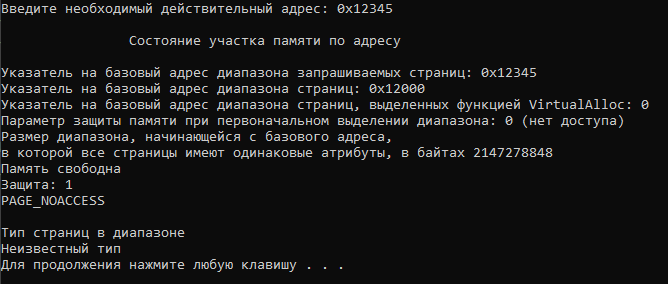 Введите необходимый действительный адрес: 0x12345
Состояние участка памяти по адресу
Указатель на базовый адрес диапазона запрашиваемых страниц: 0x12345
Указатель на базовый адрес диапазона страниц: 0x12000
Указатель на базовый адрес диапазона страниц, выделенных функцией VirtualAlloc: 0
Параметр защиты памяти при первоначальном выделении диапазона: 0 (нет доступа)
Размер диапазона, начинающейся с базового адреса,
в которой все страницы имеют одинаковые атрибуты, в байтах 2147278848
Память свободна
Защита: 1
PAGE_NOACCESS
Тип страниц в диапазоне
Неизвестный тип
Для продолжения нажмите любую клавишу . . .